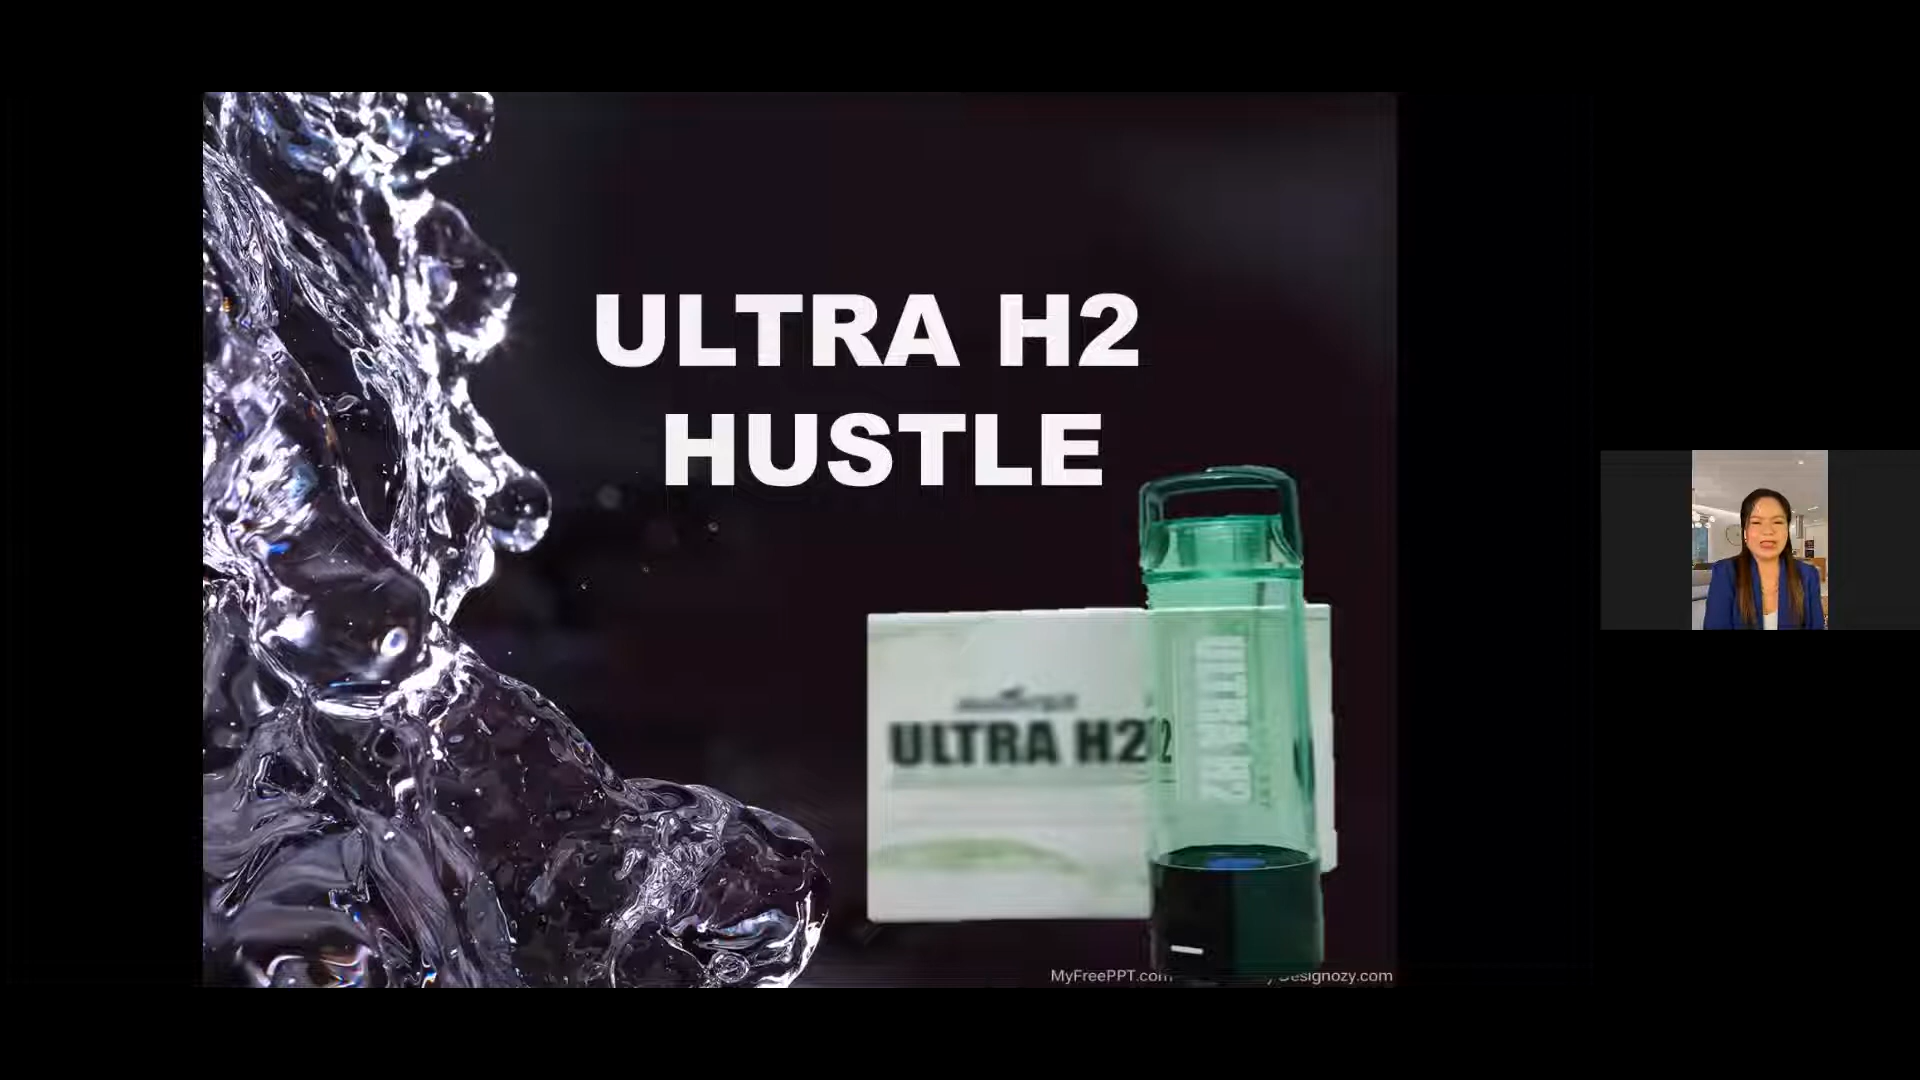 ULTRA H2
HUSTLE
ULTRA H2
ULTRA H2
MyFreePPT.com
Designozy.com